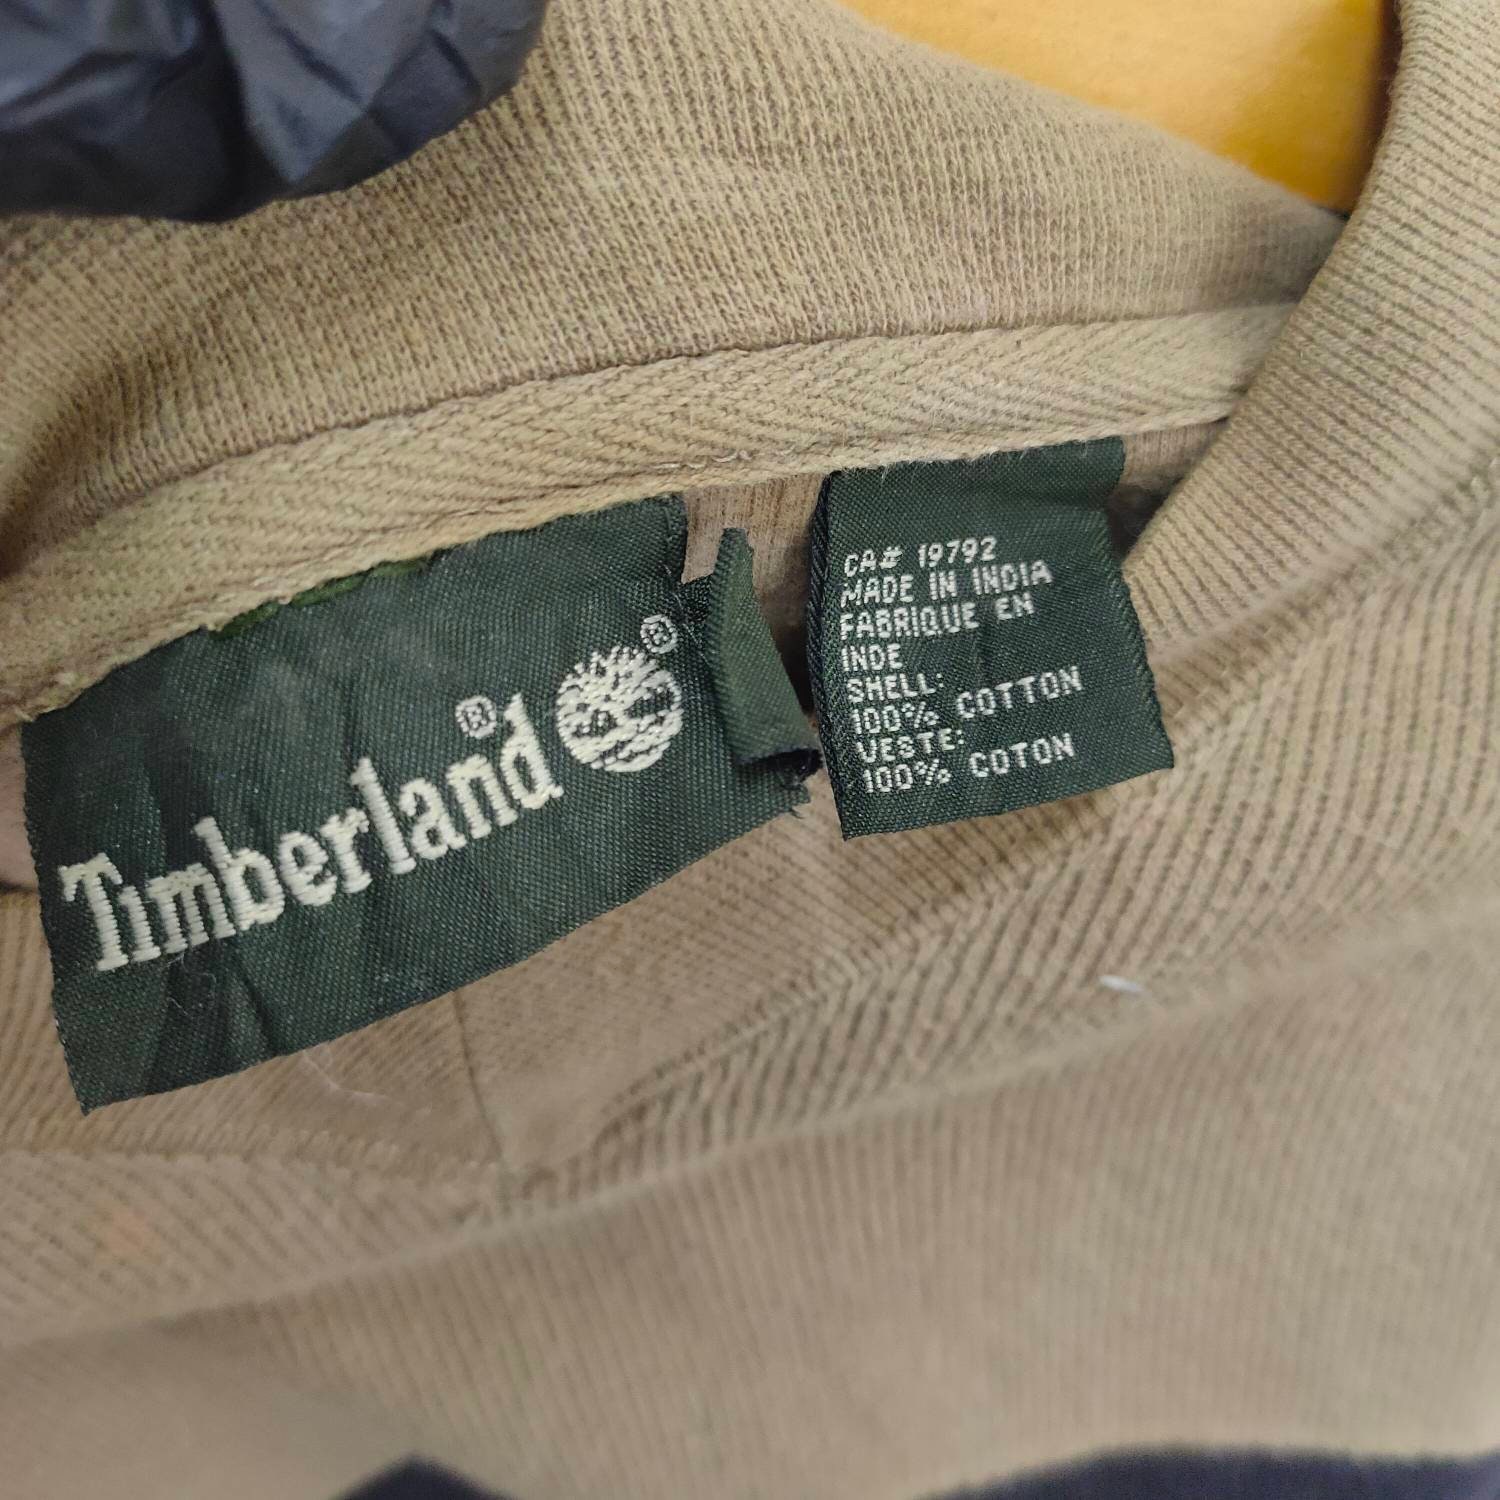 Timberland®
®
CA# 19792
MADE IN INDIA
FABRIQUE EN
INDE
SHELL:
100% COTTON
VESTE:
100% COTON